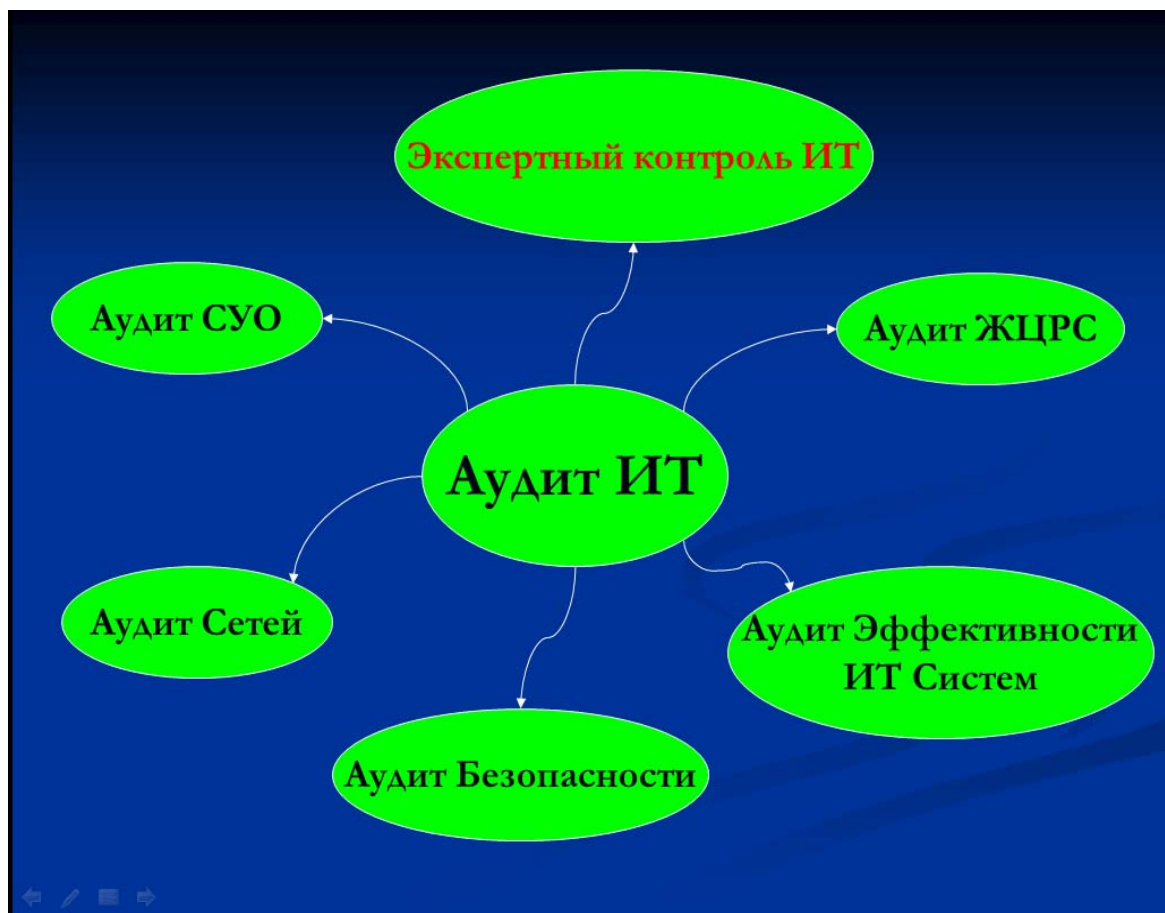 Экспертный контроль ИТ
Аудит СУО
Аудит ЖЦРС
Аудит ИТ
Аудит Сетей
Аудит Эффективности
ИТ Систем
Аудит Безопасности